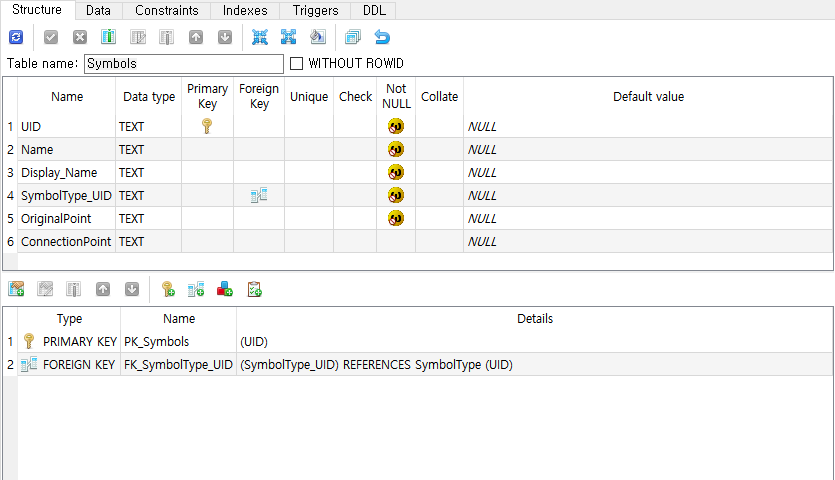 Structure Data Constraints Indexes Triggers DDL
Table name: Symbols WITHOUT ROWID
Name Data type Primary Key Foreign Key Unique Check Not NULL Collate Default value
1 UID TEXT NULL
2 Name TEXT NULL
3 Display_Name TEXT NULL
4 SymbolType_UID TEXT NULL
5 OriginalPoint TEXT NULL
6 ConnectionPoint TEXT NULL
Type Name Details
1 PRIMARY KEY PK_Symbols (UID)
2 FOREIGN KEY FK_SymbolType_UID (SymbolType_UID) REFERENCES SymbolType (UID)